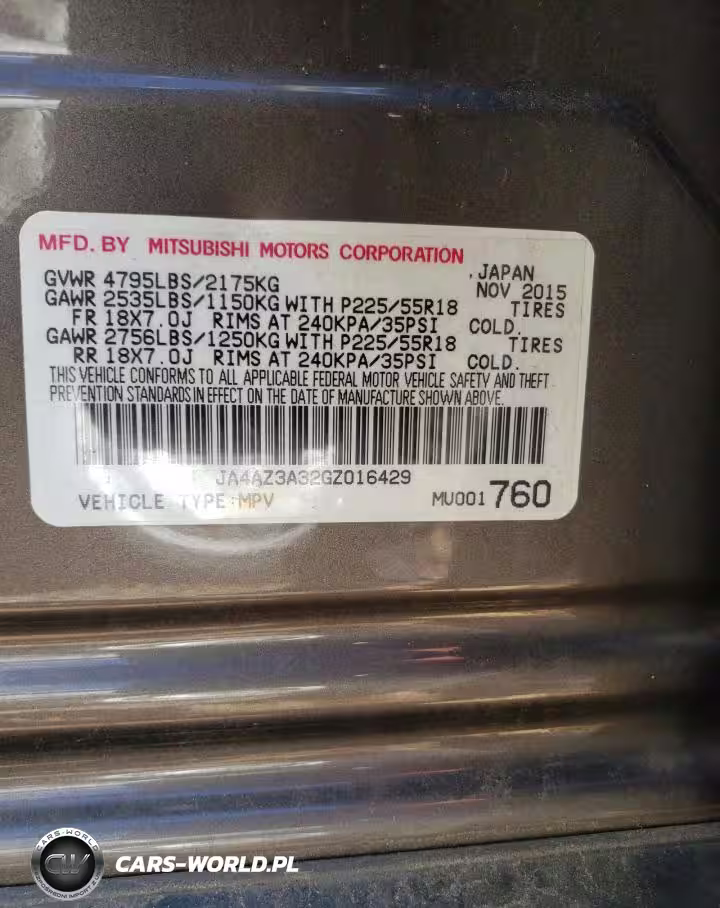 MFD. BY MITSUBISHI MOTORS CORPORATION
GVWR 4795LBS/2175KG , JAPAN
NOV 2015
GAWR 2535LBS/1150KG WITH P225/55R18 TIRES
FR 18X7.0J RIMS AT 240KPA/35PSI COLD.
GAWR 2756LBS/1250KG WITH P225/55R18 TIRES
RR 18X7.0J RIMS AT 240KPA/35PSI COLD.
THIS VEHICLE CONFORMS TO ALL APPLICABLE FEDERAL MOTOR VEHICLE SAFETY AND THEFT
PREVENTION STANDARDS IN EFFECT ON THE DATE OF MANUFACTURE SHOWN ABOVE.
JA4AZ3A32GZ016429
VEHICLE TYPE:MPV MU001 760
CARS-WORLD
CW
CARS-WORLD.PL